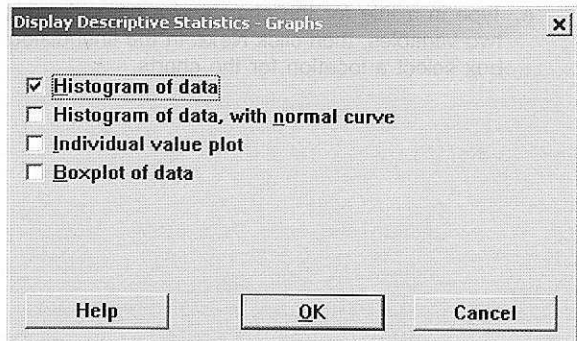 Display Descriptive Statistics - Graphs
Histogram of data
Histogram of data, with normal curve
Individual value plot
Boxplot of data
Help
OK
Cancel